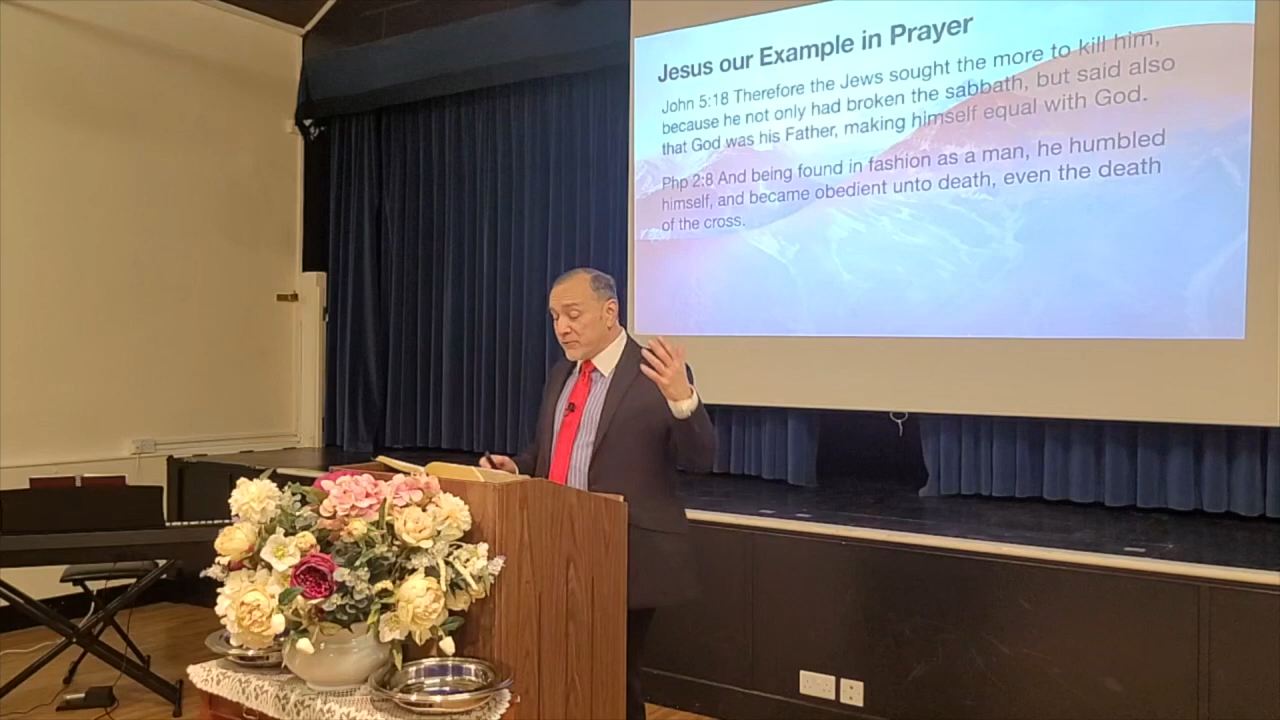 Jesus our Example in Prayer
John 5:18 Therefore the Jews sought the more to kill him,
because he not only had broken the sabbath, but said also
that God was his Father, making himself equal with God.
Php 2:8 And being found in fashion as a man, he humbled
himself, and became obedient unto death, even the death
of the cross.